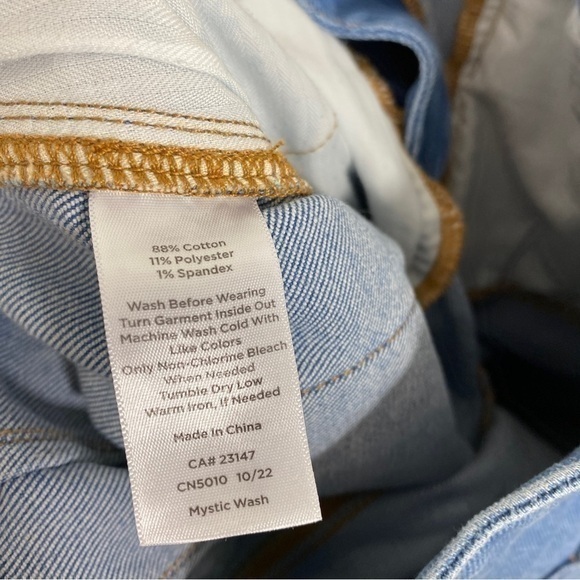 88% Cotton
11% Polyester
1% Spandex
Wash Before Wearing
Turn Garment Inside Out
Machine Wash Cold With
Like Colors
Only Non-Chlorine Bleach
When Needed
Tumble Dry Low
Warm Iron, If Needed
Made In China
CA# 23147
CN5010 10/22
Mystic Wash